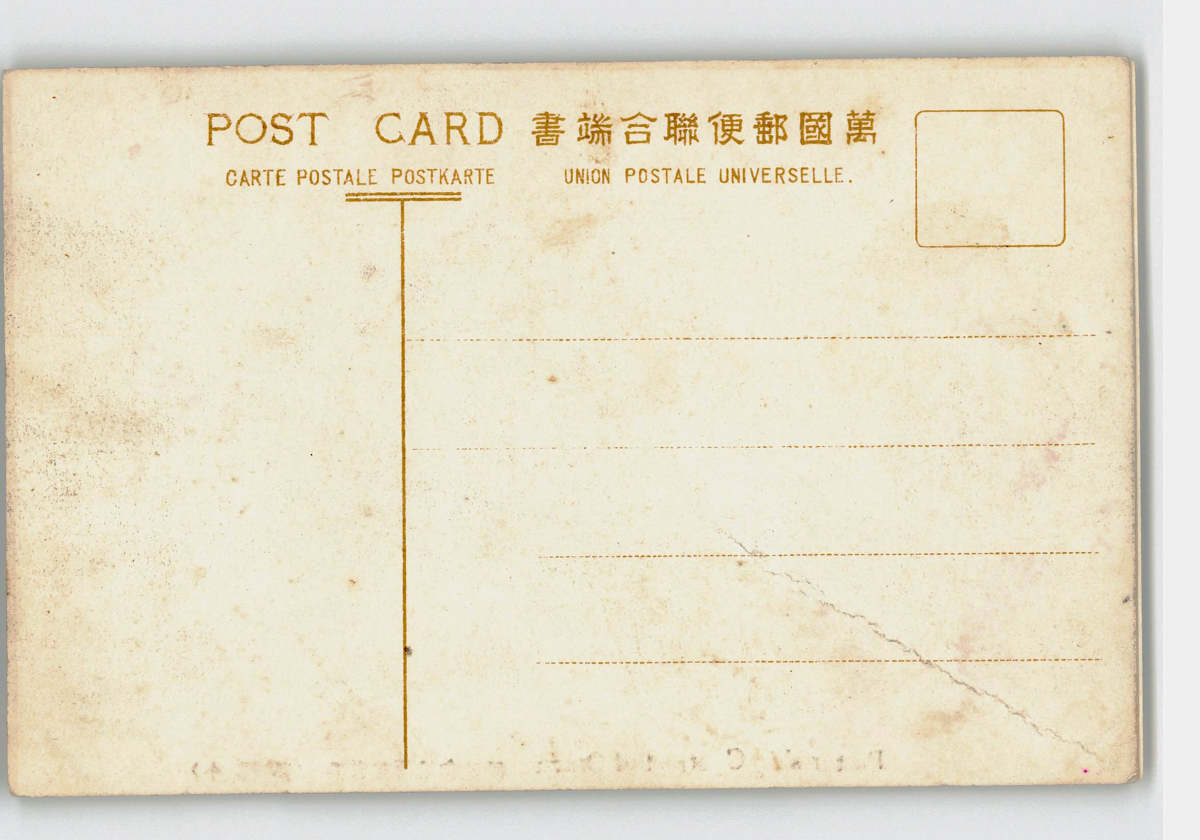 POST CARD 書端合聯便郵國萬
CARTE POSTALE POSTKARTE UNION POSTALE UNIVERSELLE.